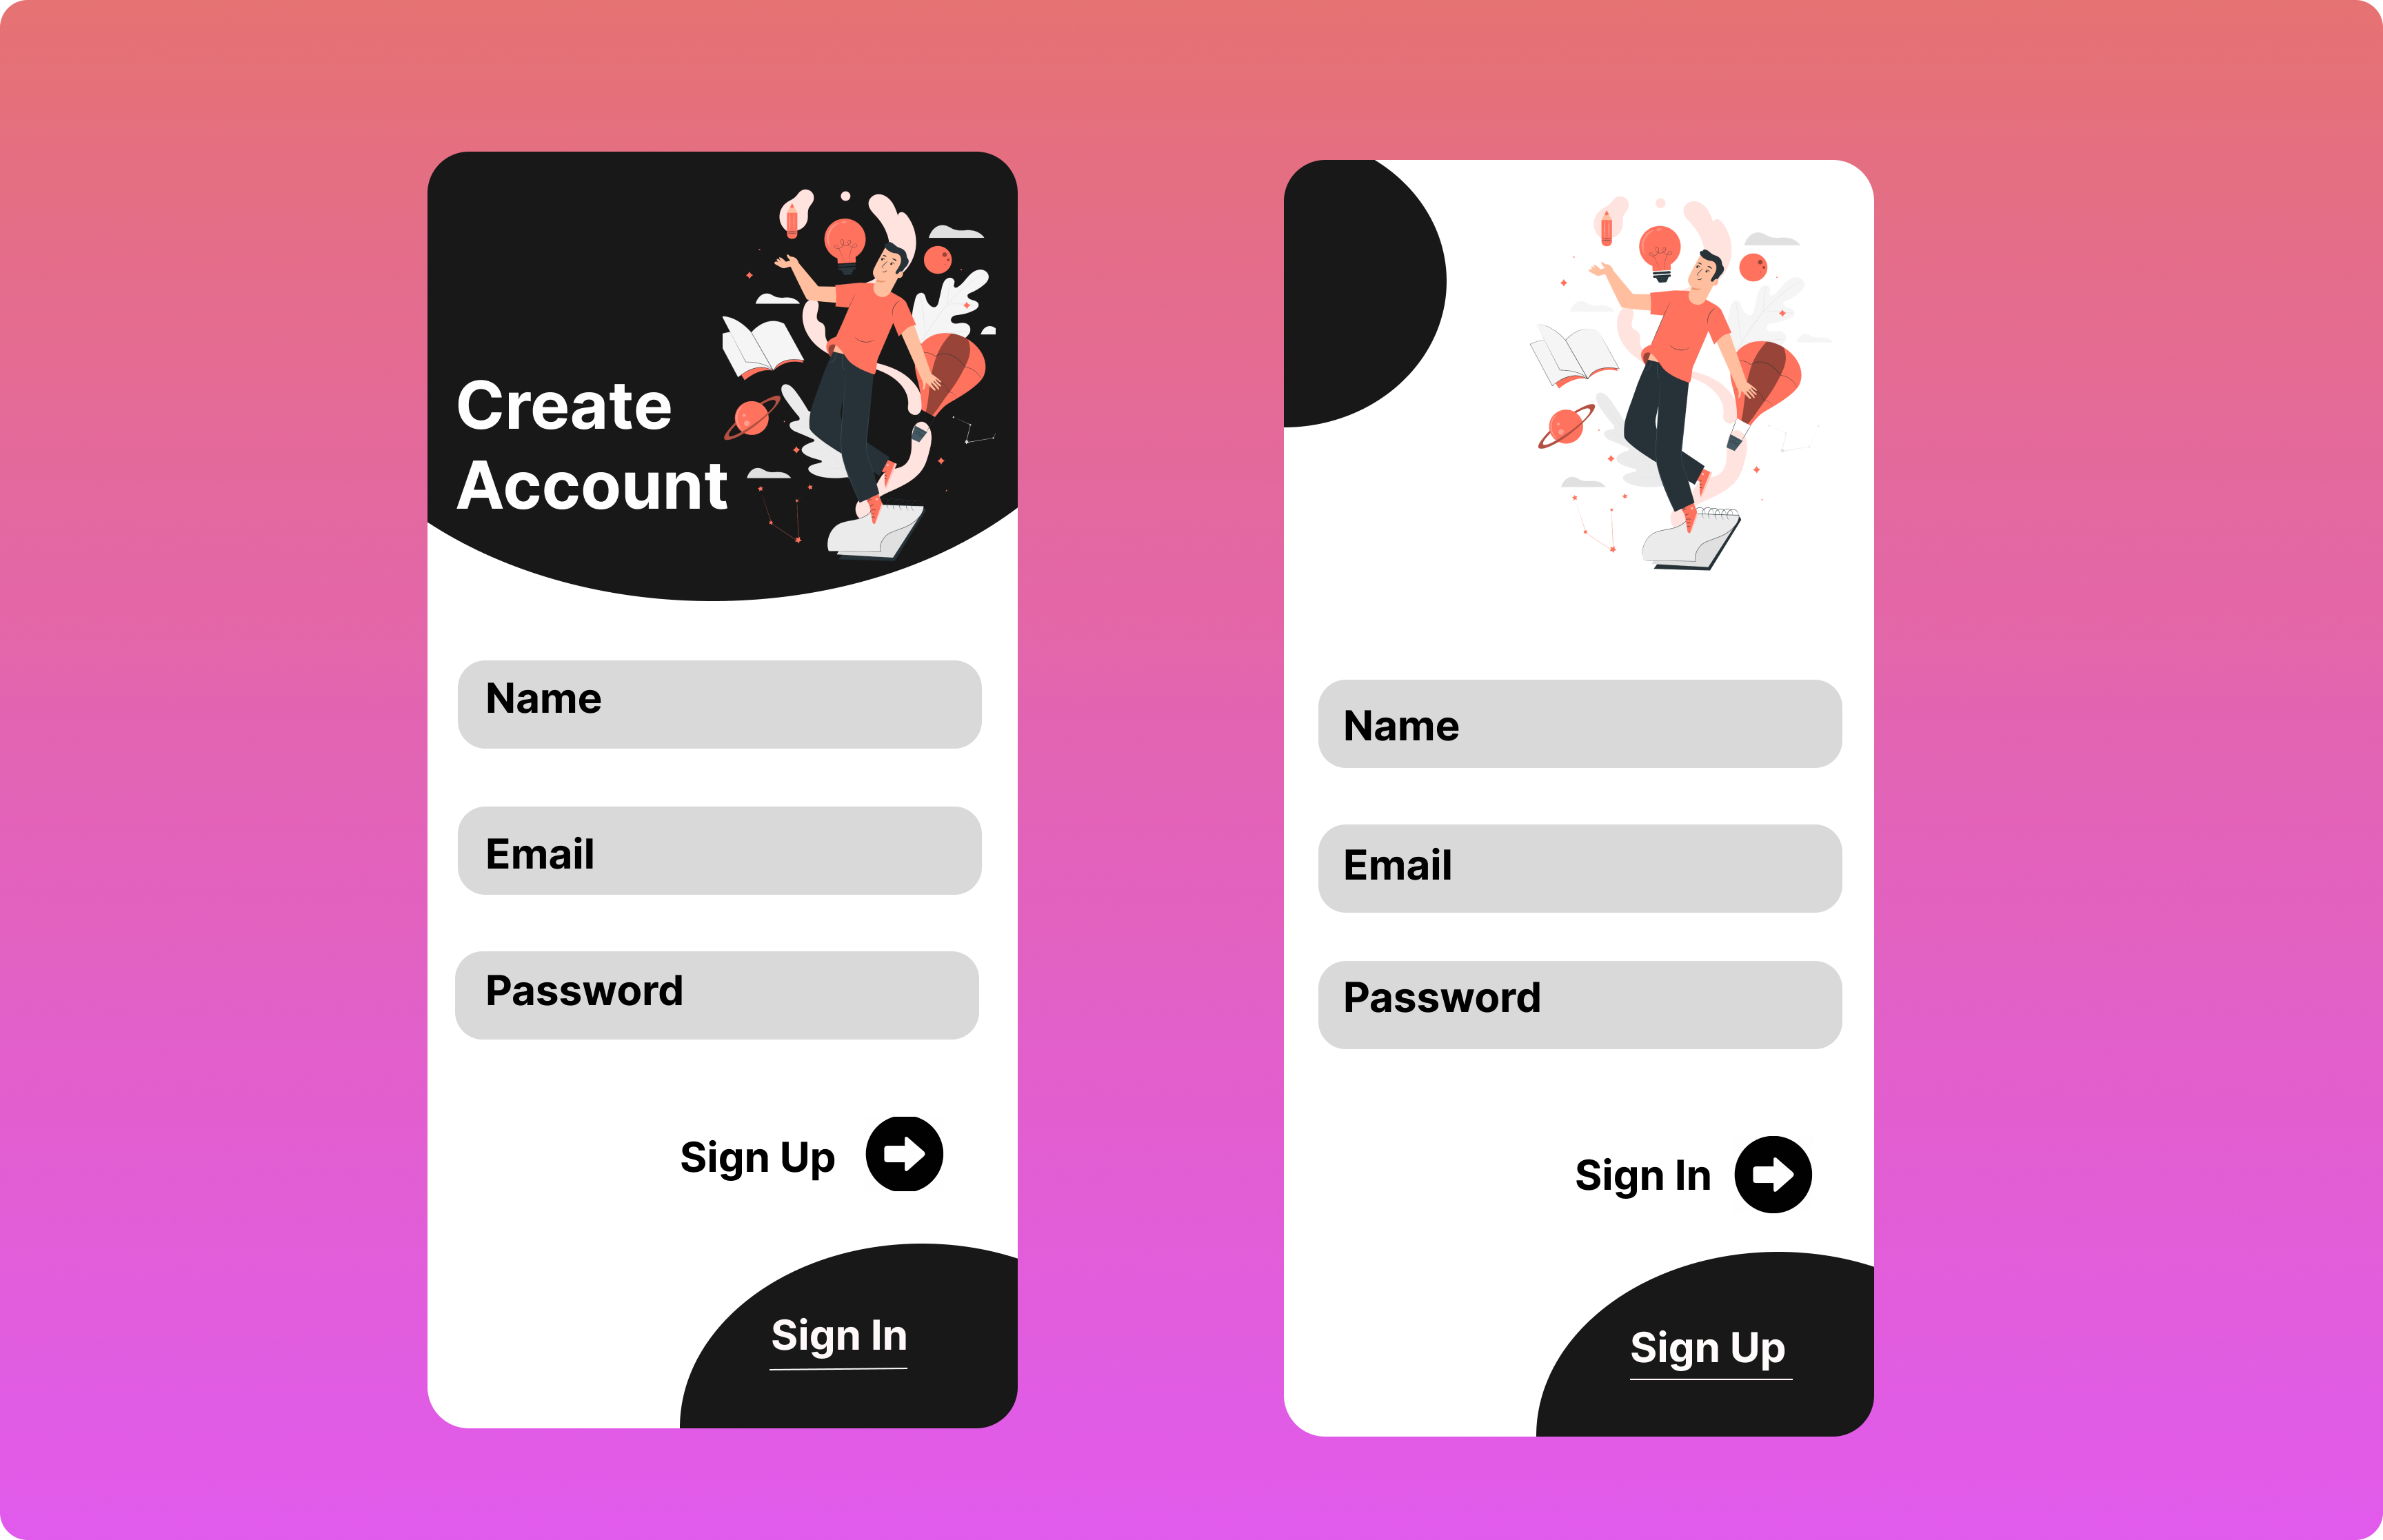 Create
Account
Name
Email
Password
Sign Up
Sign In
Name
Email
Password
Sign In
Sign Up